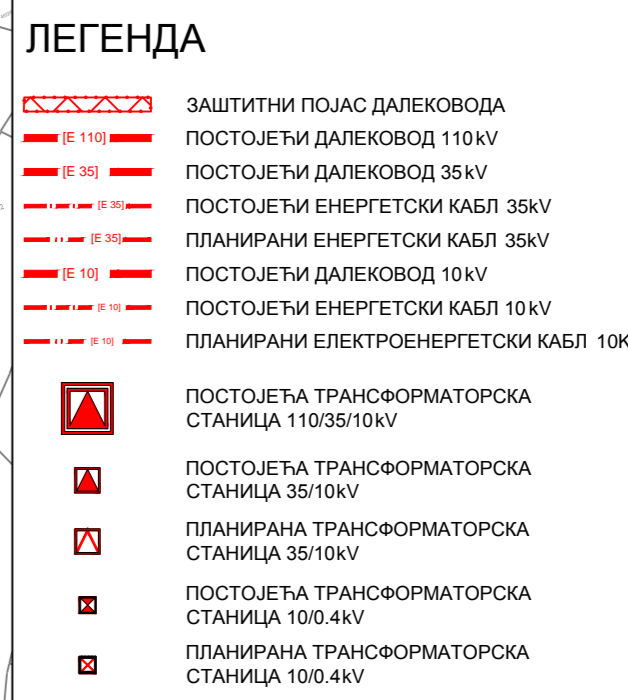 ЛЕГЕНДА
ЗАШТИТНИ ПОЈАС ДАЛЕКОВОДА
[E 110] ПОСТОЈЕЋИ ДАЛЕКОВОД 110kV
[E 35] ПОСТОЈЕЋИ ДАЛЕКОВОД 35kV
[E 35] ПОСТОЈЕЋИ ЕНЕРГЕТСКИ КАБЛ 35kV
[E 35] ПЛАНИРАНИ ЕНЕРГЕТСКИ КАБЛ 35kV
[E 10] ПОСТОЈЕЋИ ДАЛЕКОВОД 10kV
[E 10] ПОСТОЈЕЋИ ЕНЕРГЕТСКИ КАБЛ 10kV
[E 10] ПЛАНИРАНИ ЕЛЕКТРОЕНЕРГЕТСКИ КАБЛ 10K
ПОСТОЈЕЋА ТРАНСФОРМАТОРСКА
СТАНИЦА 110/35/10kV
ПОСТОЈЕЋА ТРАНСФОРМАТОРСКА
СТАНИЦА 35/10kV
ПЛАНИРАНА ТРАНСФОРМАТОРСКА
СТАНИЦА 35/10kV
ПОСТОЈЕЋА ТРАНСФОРМАТОРСКА
СТАНИЦА 10/0.4kV
ПЛАНИРАНА ТРАНСФОРМАТОРСКА
СТАНИЦА 10/0.4kV